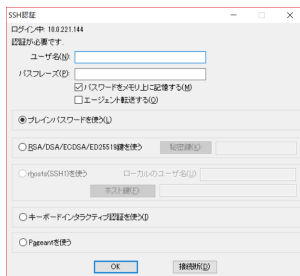 SSH認証
ログイン中: 10.0.221.144
認証が必要です.
ユーザ名(N):
パスフレーズ(P):
パスワードをメモリ上に記憶する(M)
エージェント転送する(O)
プレインパスワードを使う(L)
RSA/DSA/ECDSA/ED25519鍵を使う 秘密鍵(K):
rhosts(SSH1)を使う ローカルのユーザ名(U):
ホスト鍵(F):
キーボードインタラクティブ認証を使う(I)
Pageantを使う
OK 接続断(D)